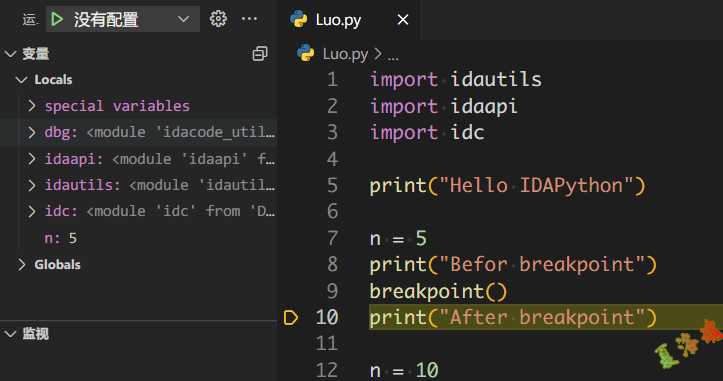 运. 没有配置 ...
变量
Locals
special variables
dbg: <module 'idacode_util…
idaapi: <module 'idaapi' f…
idautils: <module 'idautil…
idc: <module 'idc' from 'D…
n: 5
Globals
监视
Luo.py
Luo.py > ...
1 import idautils
2 import idaapi
3 import idc
4
5 print("Hello IDAPython")
6
7 n = 5
8 print("Befor breakpoint")
9 breakpoint()
10 print("After breakpoint")
11
12 n = 10